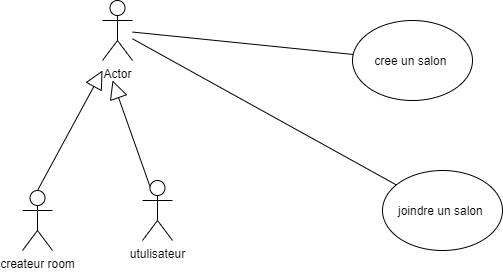 cree un salon
Actor
joindre un salon
utulisateur
createur room